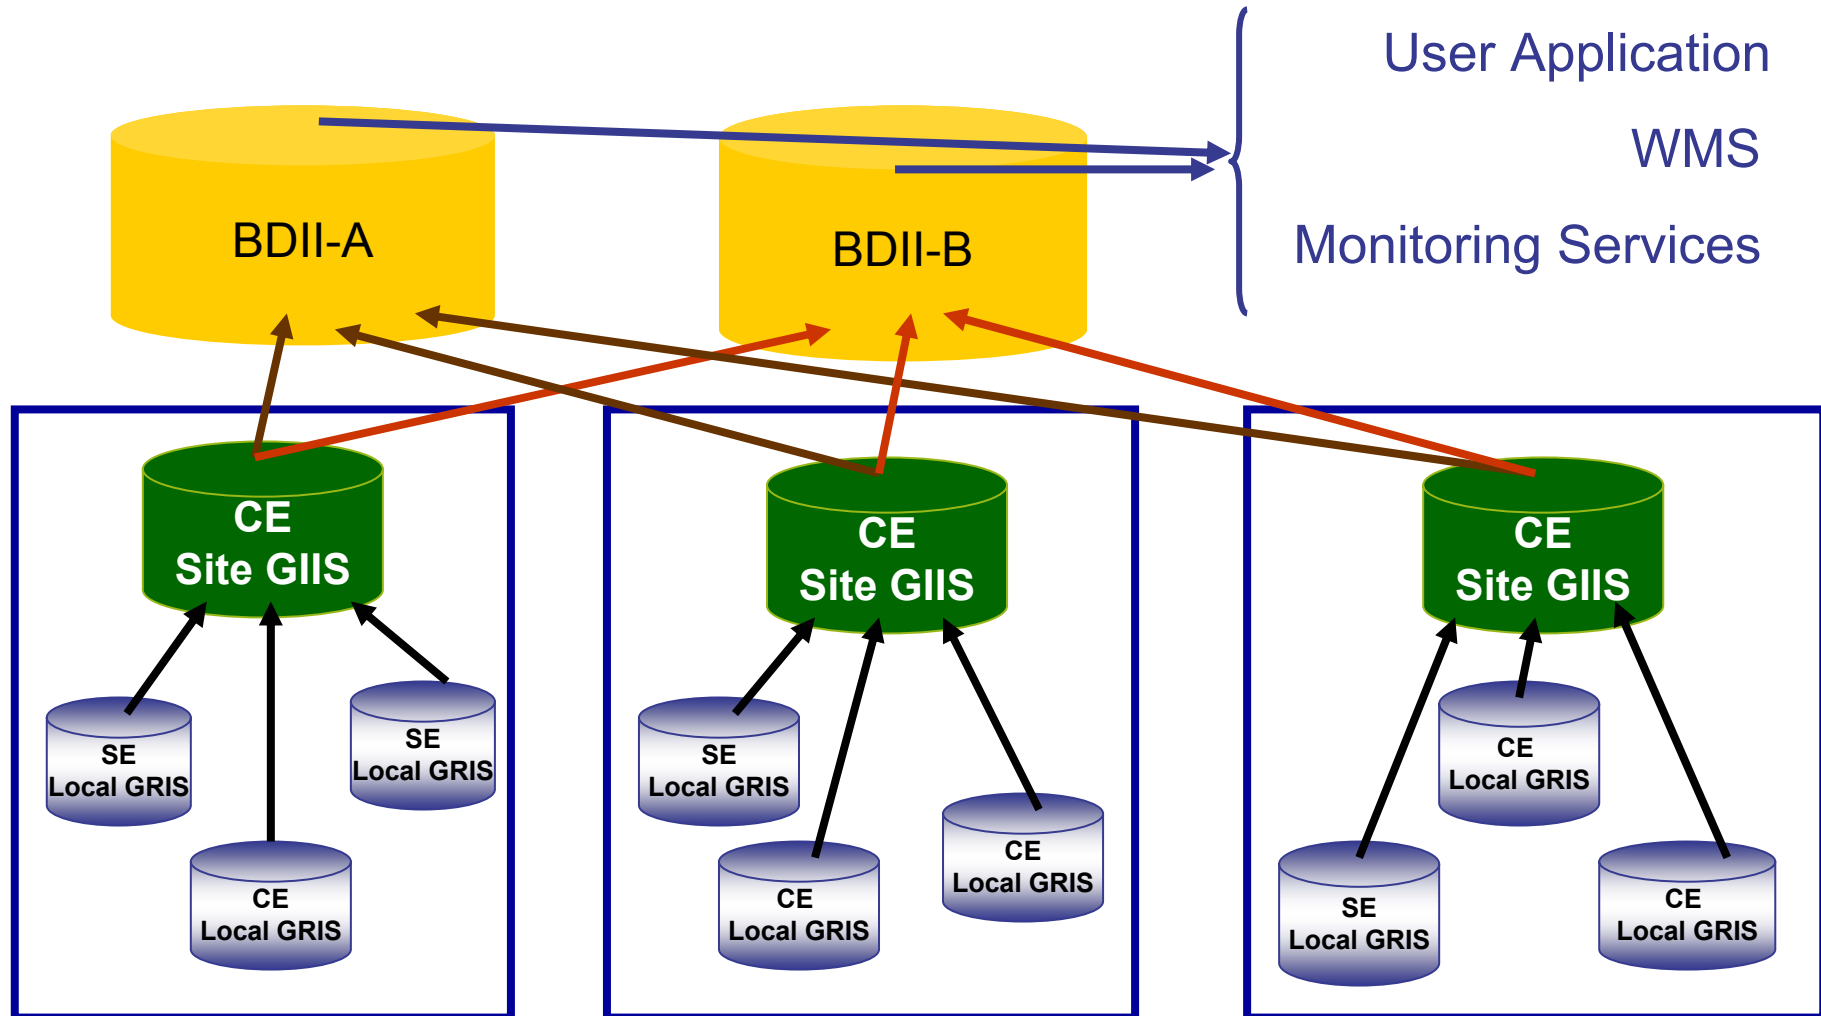 User Application
WMS
Monitoring Services
BDII-A
BDII-B
CE
Site GIIS
SE
Local GRIS
SE
Local GRIS
CE
Local GRIS
CE
Site GIIS
SE
Local GRIS
CE
Local GRIS
CE
Local GRIS
CE
Site GIIS
CE
Local GRIS
SE
Local GRIS
CE
Local GRIS